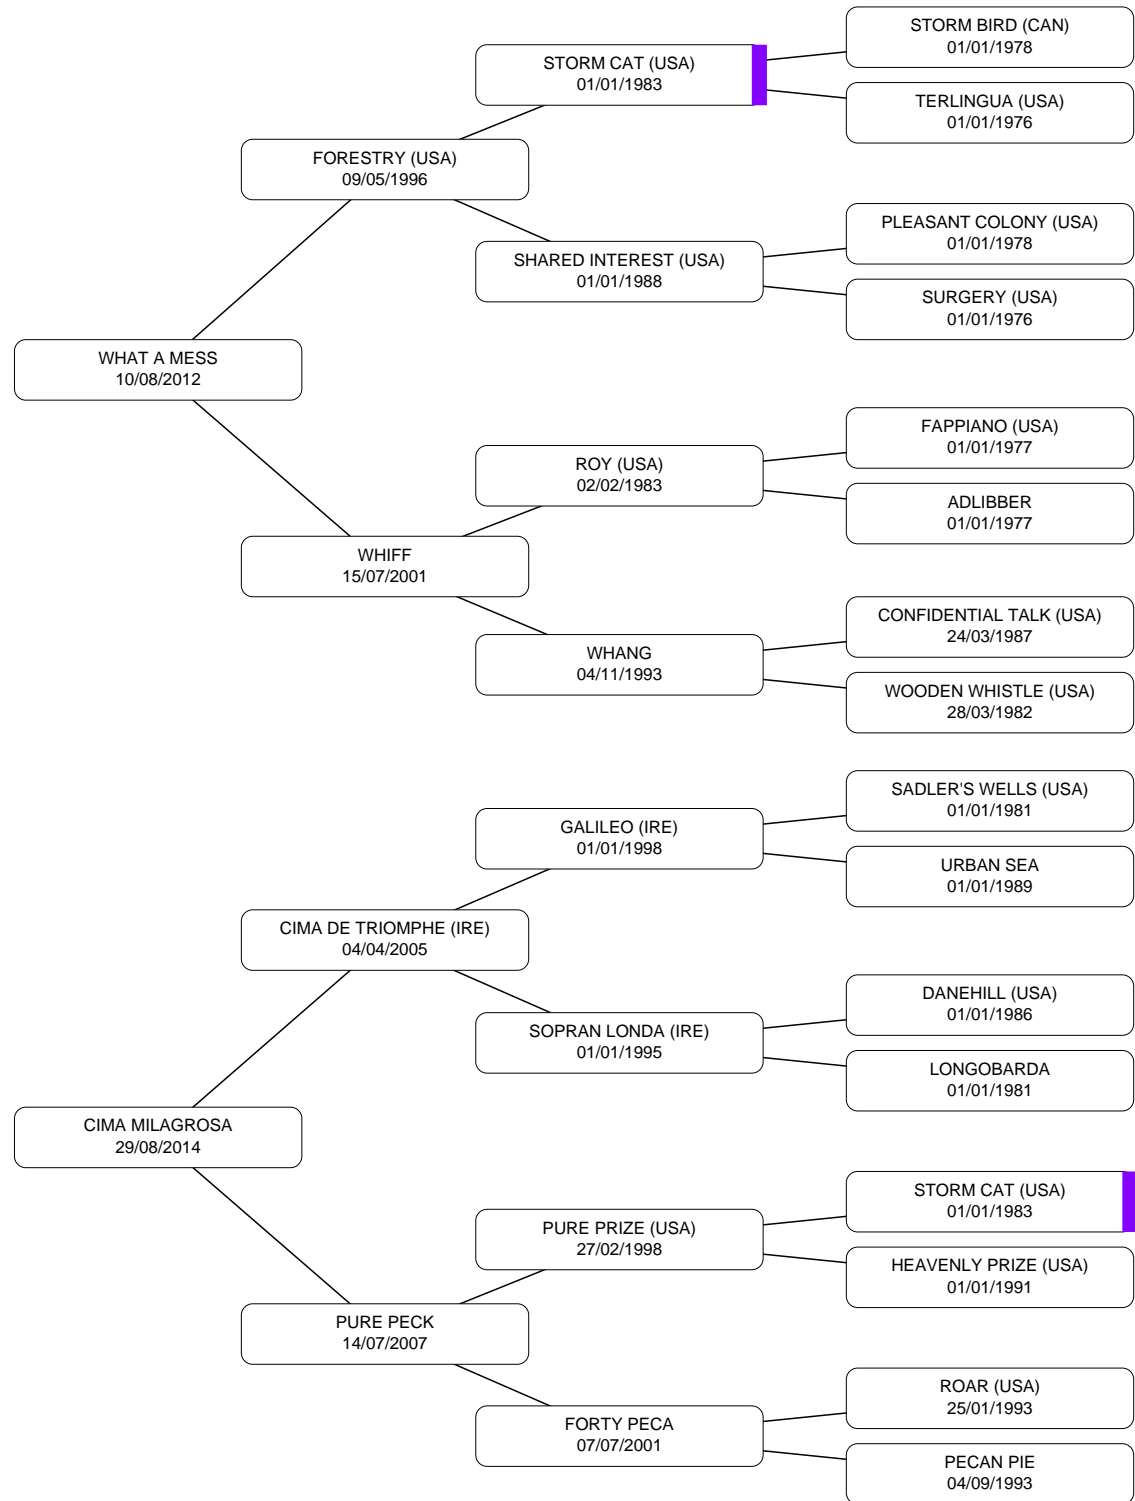 STORM BIRD (CAN)
01/01/1978
STORM CAT (USA)
01/01/1983
TERLINGUA (USA)
01/01/1976
FORESTRY (USA)
09/05/1996
PLEASANT COLONY (USA)
01/01/1978
SHARED INTEREST (USA)
01/01/1988
SURGERY (USA)
01/01/1976
WHAT A MESS
10/08/2012
FAPPIANO (USA)
01/01/1977
ROY (USA)
02/02/1983
ADLIBBER
01/01/1977
WHIFF
15/07/2001
CONFIDENTIAL TALK (USA)
24/03/1987
WHANG
04/11/1993
WOODEN WHISTLE (USA)
28/03/1982
SADLER'S WELLS (USA)
01/01/1981
GALILEO (IRE)
01/01/1998
URBAN SEA
01/01/1989
CIMA DE TRIOMPHE (IRE)
04/04/2005
DANEHILL (USA)
01/01/1986
SOPRAN LONDA (IRE)
01/01/1995
LONGOBARDA
01/01/1981
CIMA MILAGROSA
29/08/2014
STORM CAT (USA)
01/01/1983
PURE PRIZE (USA)
27/02/1998
HEAVENLY PRIZE (USA)
01/01/1991
PURE PECK
14/07/2007
ROAR (USA)
25/01/1993
FORTY PECA
07/07/2001
PECAN PIE
04/09/1993